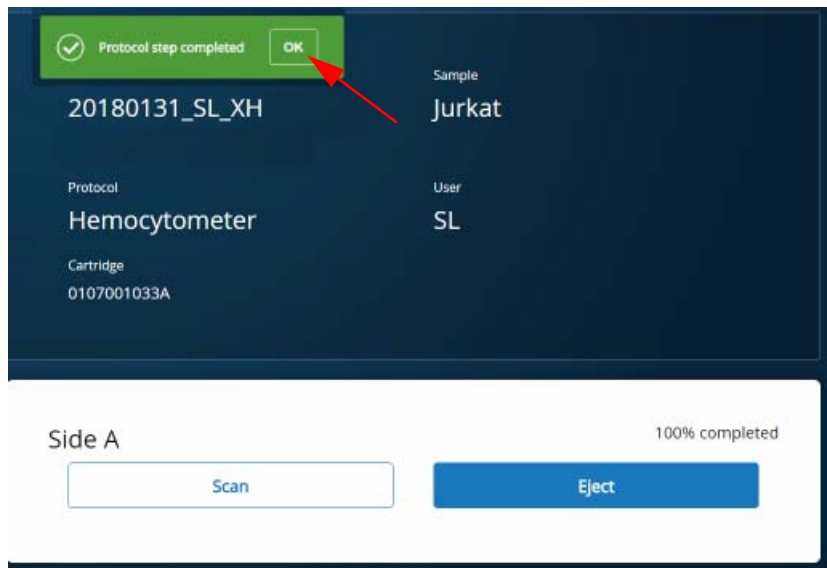 Protocol step completed OK
Sample
20180131_SL_XH Jurkat
Protocol User
Hemocytometer SL
Cartridge
0107001033A
Side A 100% completed
Scan Eject